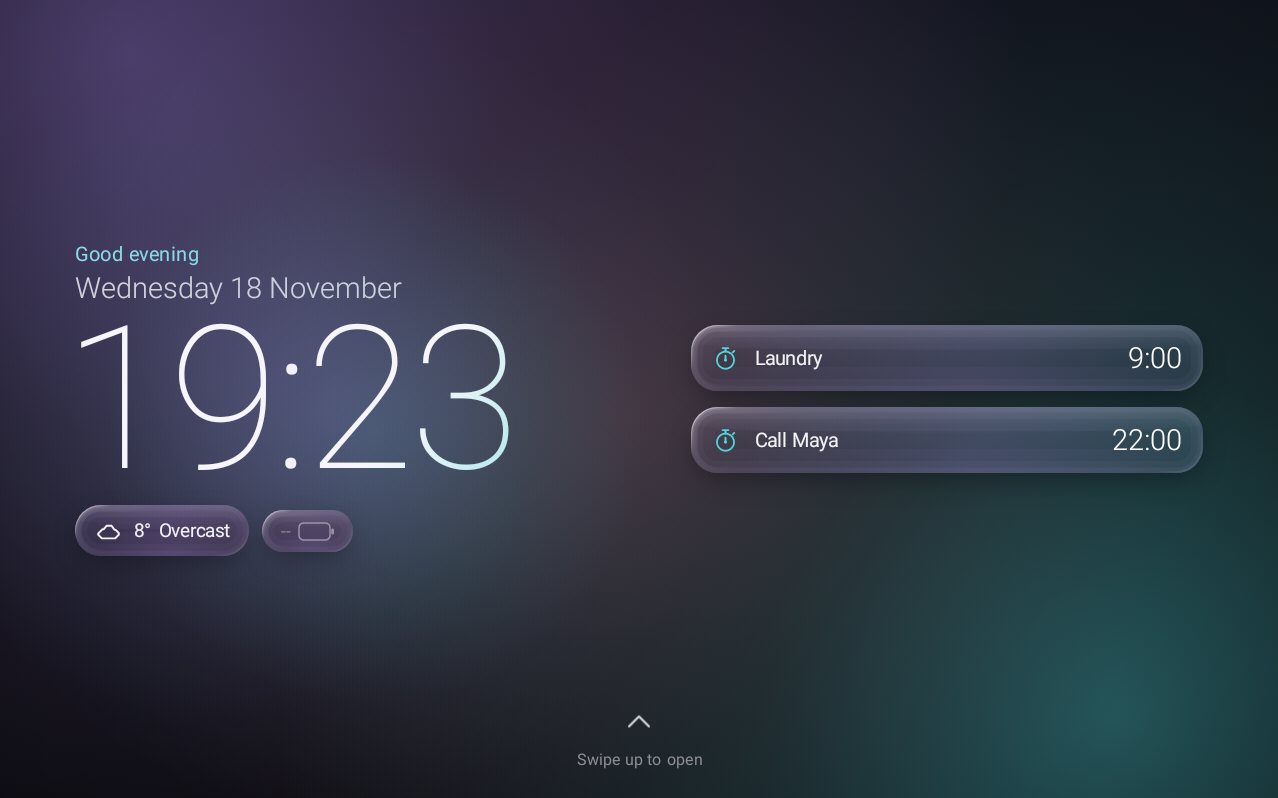 Good evening
Wednesday 18 November
19:23
8° Overcast
--
Laundry 9:00
Call Maya 22:00
Swipe up to open